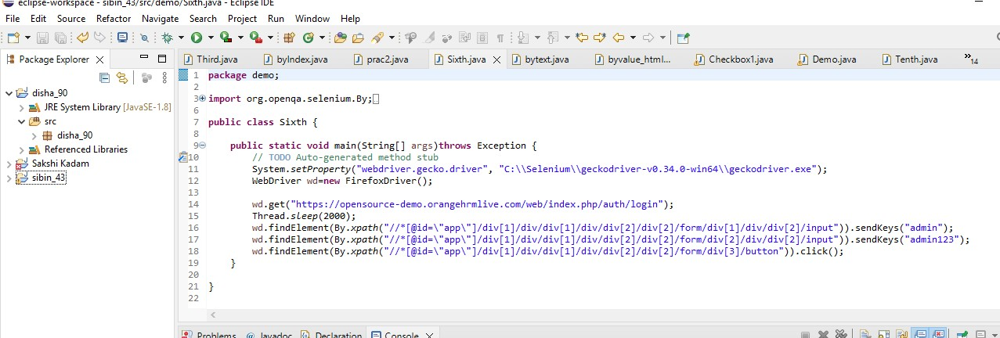 eclipse-workspace - sibin_43/src/demo/Sixth.java - Eclipse IDE
File Edit Source Refactor Navigate Search Project Run Window Help
Package Explorer
Third.java byIndex.java prac2.java Sixth.java bytext.java byvalue_html... Checkbox1.java Demo.java Tenth.java »14
disha_90
JRE System Library [JavaSE-1.8]
src
disha_90
Referenced Libraries
Sakshi Kadam
sibin_43
1 package demo;
2
3 import org.openqa.selenium.By;
6
7 public class Sixth {
8
9 public static void main(String[] args)throws Exception {
10 // TODO Auto-generated method stub
11 System.setProperty("webdriver.gecko.driver", "C:\\Selenium\\geckodriver-v0.34.0-win64\\geckodriver.exe");
12 WebDriver wd=new FirefoxDriver();
13
14 wd.get("https://opensource-demo.orangehrmlive.com/web/index.php/auth/login");
15 Thread.sleep(2000);
16 wd.findElement(By.xpath("//*[@id=\"app\"]/div[1]/div/div[1]/div/div[2]/div[2]/form/div[1]/div/div[2]/input")).sendKeys("admin");
17 wd.findElement(By.xpath("//*[@id=\"app\"]/div[1]/div/div[1]/div/div[2]/div[2]/form/div[2]/div/div[2]/input")).sendKeys("admin123");
18 wd.findElement(By.xpath("//*[@id=\"app\"]/div[1]/div/div[1]/div/div[2]/div[2]/form/div[3]/button")).click();
19 }
20
21 }
22
Problems Javadoc Declaration Console